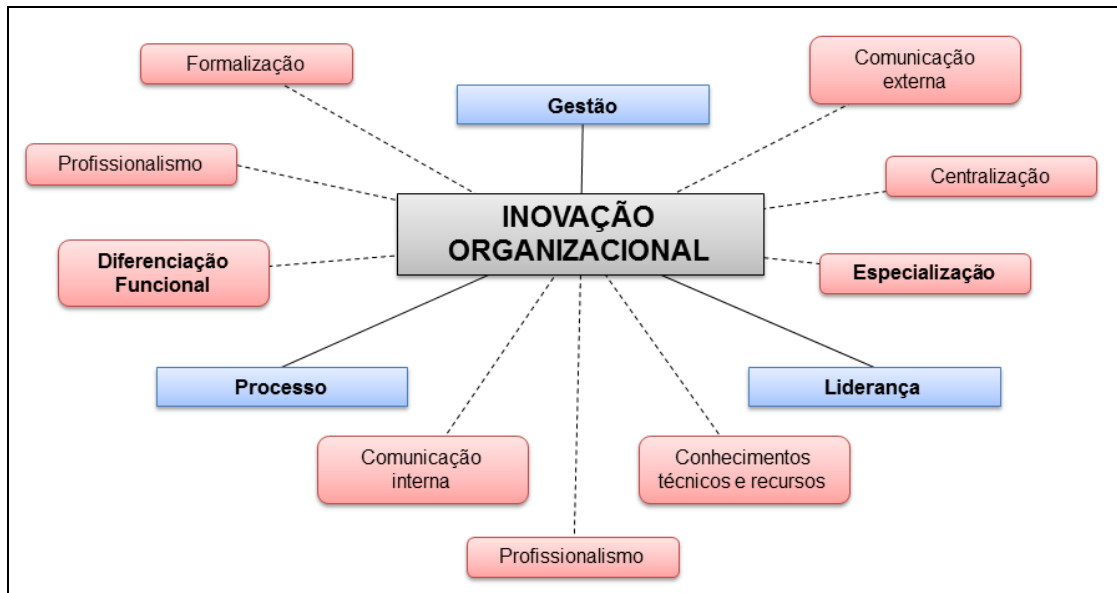 Formalização
Comunicação
externa
Gestão
Profissionalismo
Centralização
INOVAÇÃO
ORGANIZACIONAL
Diferenciação
Funcional
Especialização
Processo
Liderança
Comunicação
interna
Conhecimentos
técnicos e recursos
Profissionalismo